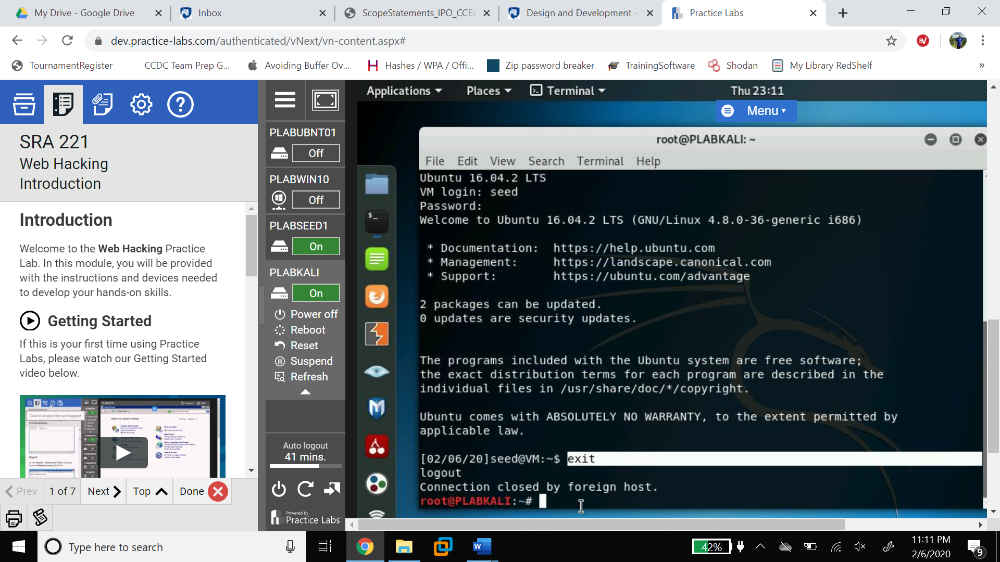 My Drive - Google Drive
Inbox
ScopeStatements_IPO_CCEx
Design and Development -
Practice Labs
dev.practice-labs.com/authenticated/vNext/vn-content.aspx#
TournamentRegister
CCDC Team Prep G...
Avoiding Buffer Ov...
Hashes / WPA / Offi...
Zip password breaker
TrainingSoftware
Shodan
My Library RedShelf
»
SRA 221
Web Hacking
Introduction
Introduction
Welcome to the Web Hacking Practice
Lab. In this module, you will be provided
with the instructions and devices needed
to develop your hands-on skills.
Getting Started
If this is your first time using Practice
Labs, please watch our Getting Started
video below.
Click to access help and support
Vulnerabilities
Step 4
Prev
1 of 7
Next
Top
Done
PLABUBNT01
Off
PLABWIN10
Off
PLABSEED1
On
PLABKALI
On
Power off
Reboot
Reset
Suspend
Refresh
Auto logout
41 mins.
Powered by
Practice Labs
Applications
Places
Terminal
Thu 23:11
Menu
root@PLABKALI: ~
File Edit View Search Terminal Help
Ubuntu 16.04.2 LTS
VM login: seed
Password:
Welcome to Ubuntu 16.04.2 LTS (GNU/Linux 4.8.0-36-generic i686)
* Documentation: https://help.ubuntu.com
* Management: https://landscape.canonical.com
* Support: https://ubuntu.com/advantage
2 packages can be updated.
0 updates are security updates.
The programs included with the Ubuntu system are free software;
the exact distribution terms for each program are described in the
individual files in /usr/share/doc/*/copyright.
Ubuntu comes with ABSOLUTELY NO WARRANTY, to the extent permitted by
applicable law.
[02/06/20]seed@VM:~$ exit
logout
Connection closed by foreign host.
root@PLABKALI:~#
Type here to search
42%
11:11 PM
2/6/2020
9